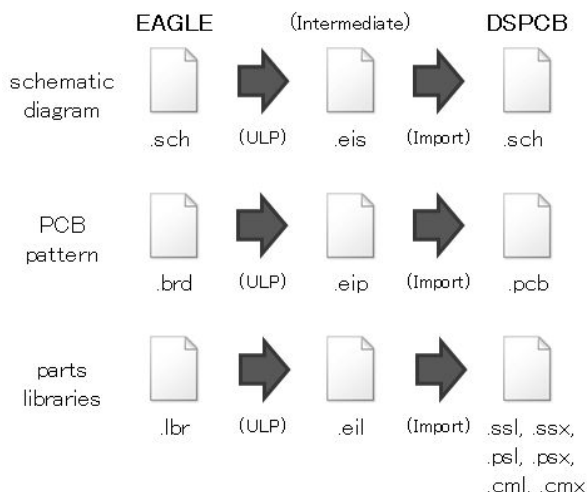 EAGLE (Intermediate) DSPCB
schematic
diagram
.sch (ULP) .eis (Import) .sch
PCB
pattern
.brd (ULP) .eip (Import) .pcb
parts
libraries
.lbr (ULP) .eil (Import) .ssl, .ssx,
.psl, .psx,
.cml, .cmx